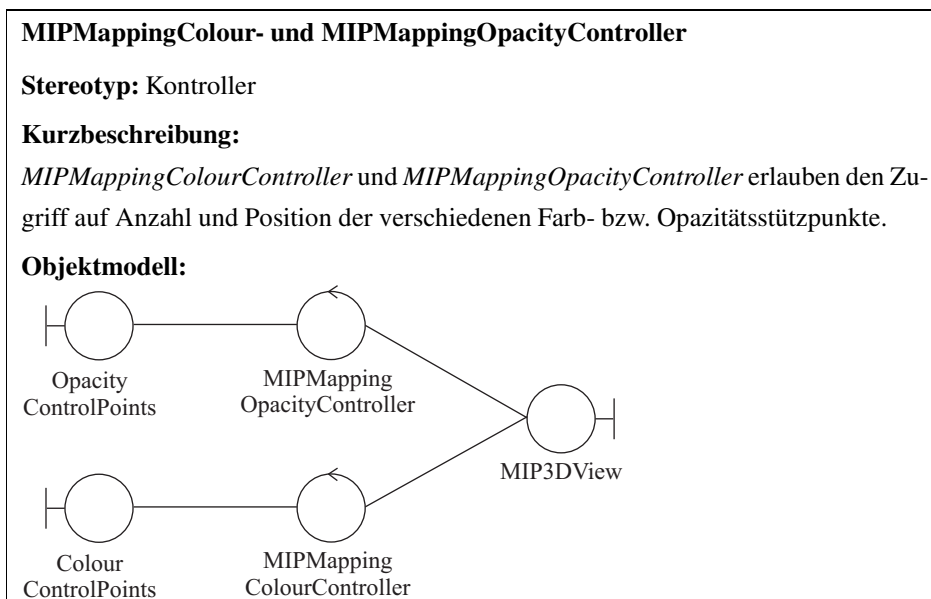 MIPMappingColour- und MIPMappingOpacityController
Stereotyp: Kontroller
Kurzbeschreibung:
MIPMappingColourController und MIPMappingOpacityController erlauben den Zu-
griff auf Anzahl und Position der verschiedenen Farb- bzw. Opazitätsstützpunkte.
Objektmodell:
Opacity
ControlPoints
MIPMapping
OpacityController
MIP3DView
Colour
ControlPoints
MIPMapping
ColourController